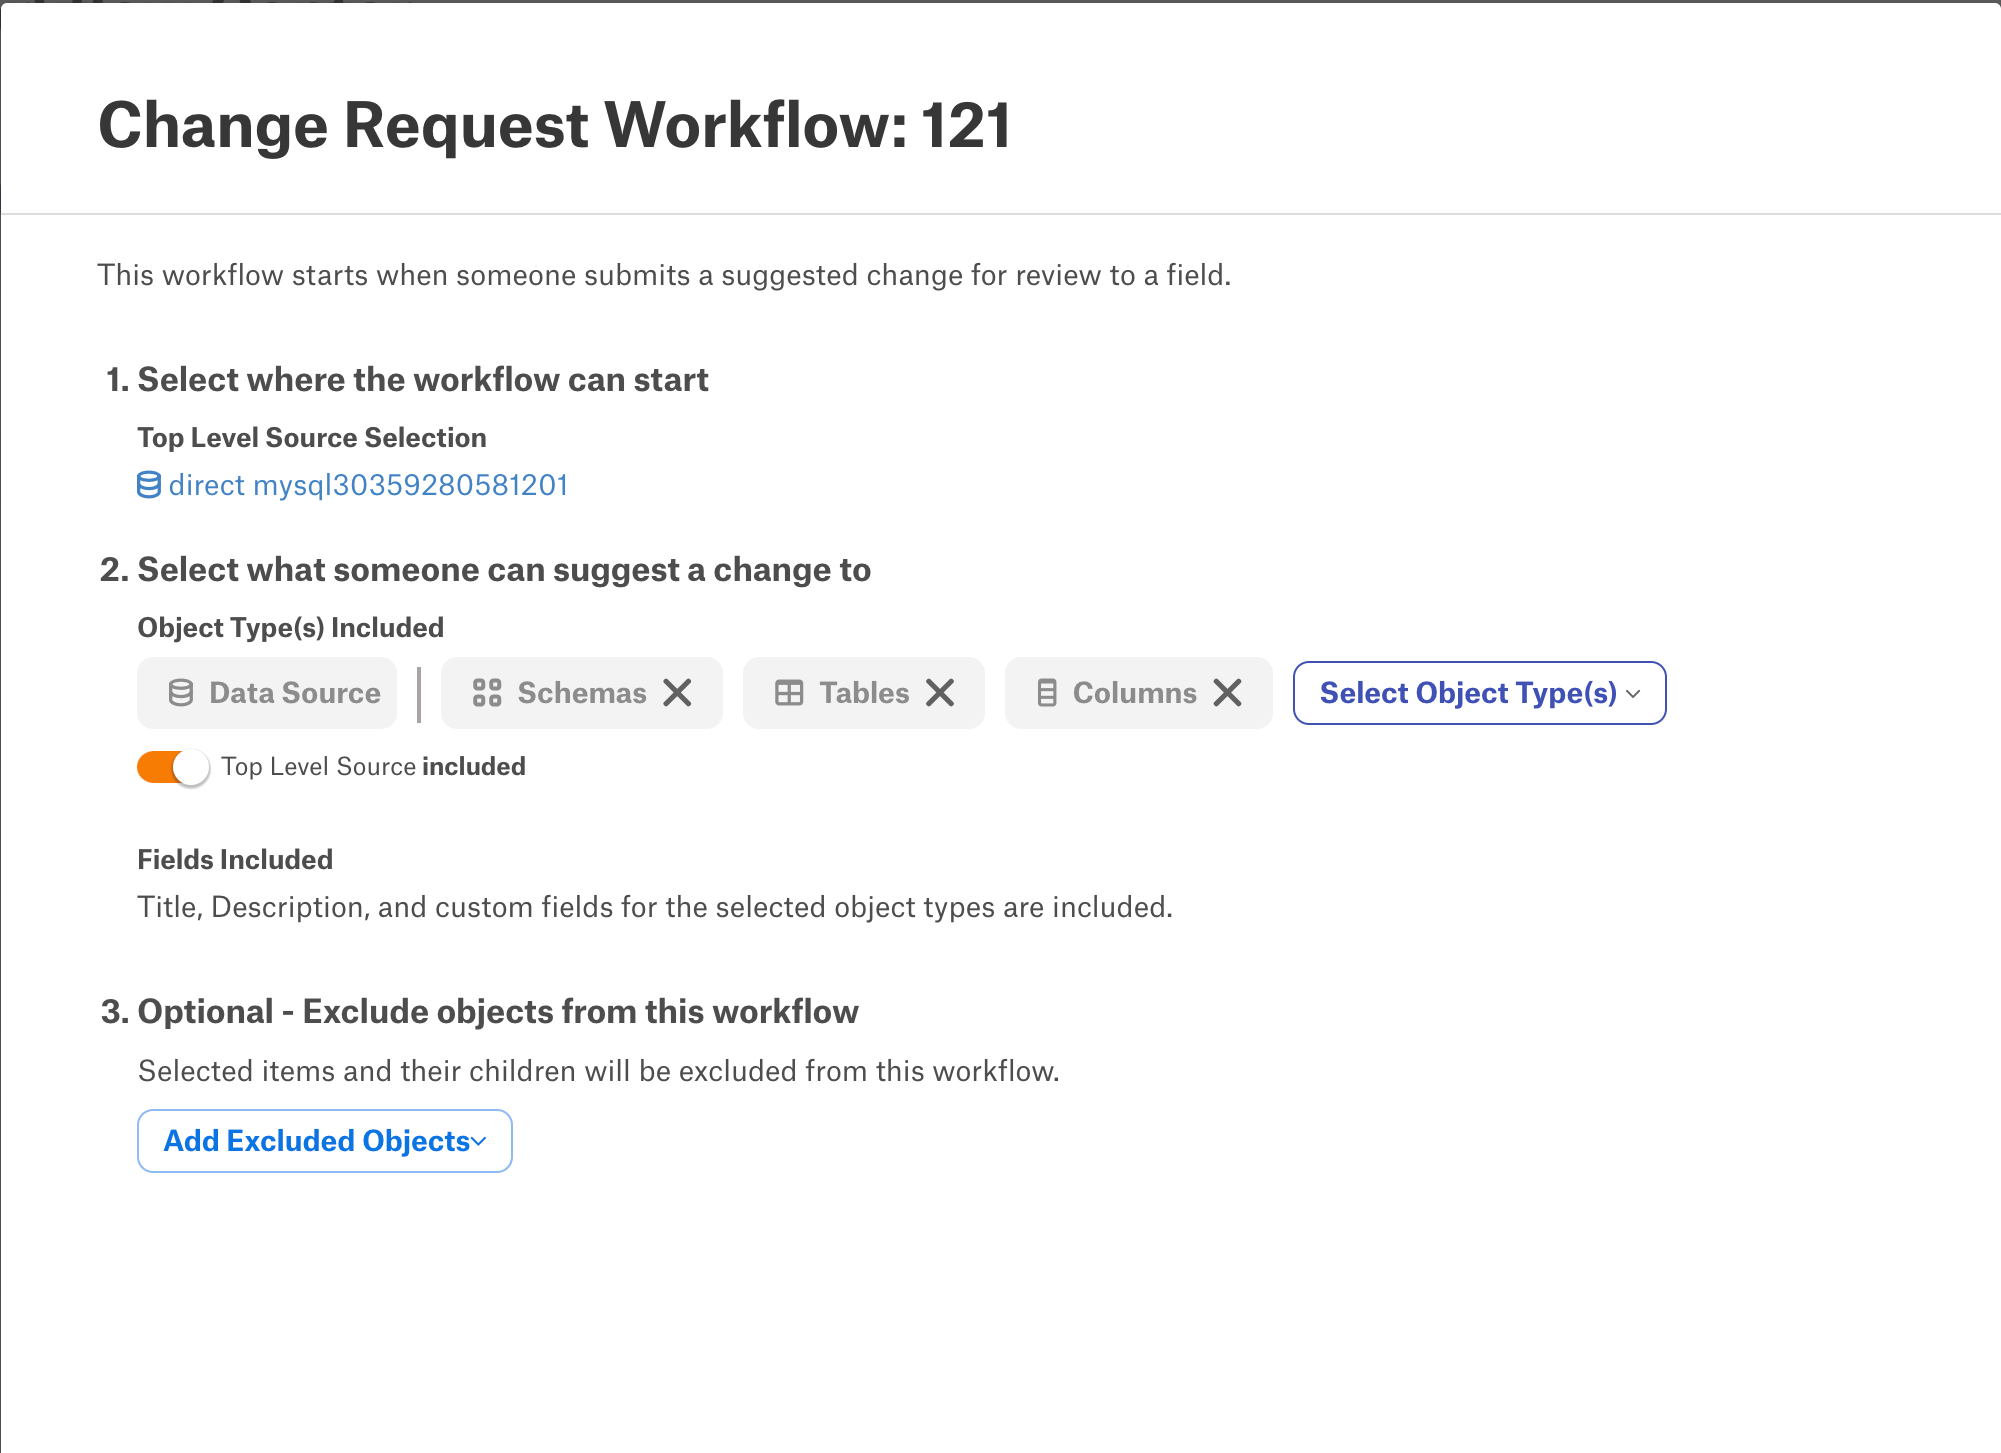 Change Request Workflow: 121
This workflow starts when someone submits a suggested change for review to a field.
1. Select where the workflow can start
Top Level Source Selection
direct mysql30359280581201
2. Select what someone can suggest a change to
Object Type(s) Included
Data Source Schemas Tables Columns Select Object Type(s)
Top Level Source included
Fields Included
Title, Description, and custom fields for the selected object types are included.
3. Optional - Exclude objects from this workflow
Selected items and their children will be excluded from this workflow.
Add Excluded Objects